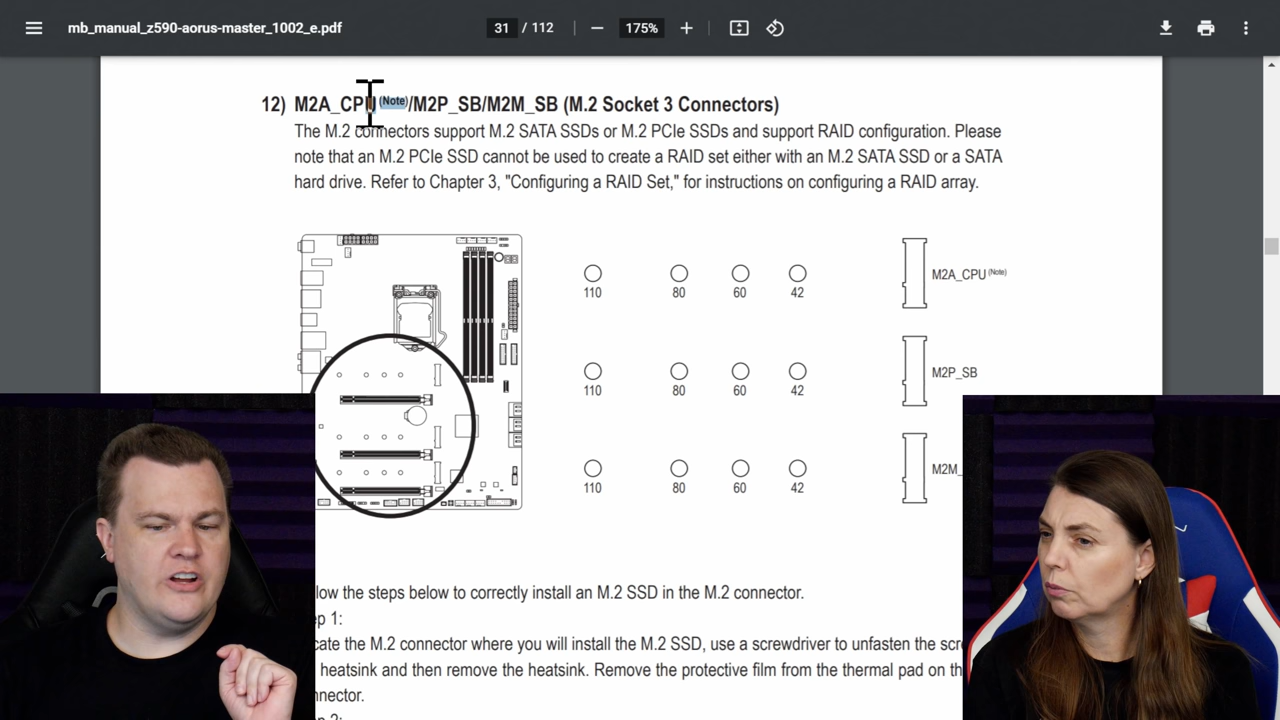 mb_manual_z590-aorus-master_1002_e.pdf
31 / 112
175%
12) M2A_CPU (Note)/M2P_SB/M2M_SB (M.2 Socket 3 Connectors)
The M.2 connectors support M.2 SATA SSDs or M.2 PCIe SSDs and support RAID configuration. Please
note that an M.2 PCIe SSD cannot be used to create a RAID set either with an M.2 SATA SSD or a SATA
hard drive. Refer to Chapter 3, "Configuring a RAID Set," for instructions on configuring a RAID array.
110 80 60 42 M2A_CPU (Note)
110 80 60 42 M2P_SB
110 80 60 42 M2M_
low the steps below to correctly install an M.2 SSD in the M.2 connector.
ep 1:
cate the M.2 connector where you will install the M.2 SSD, use a screwdriver to unfasten the scre
heatsink and then remove the heatsink. Remove the protective film from the thermal pad on th
nnector.